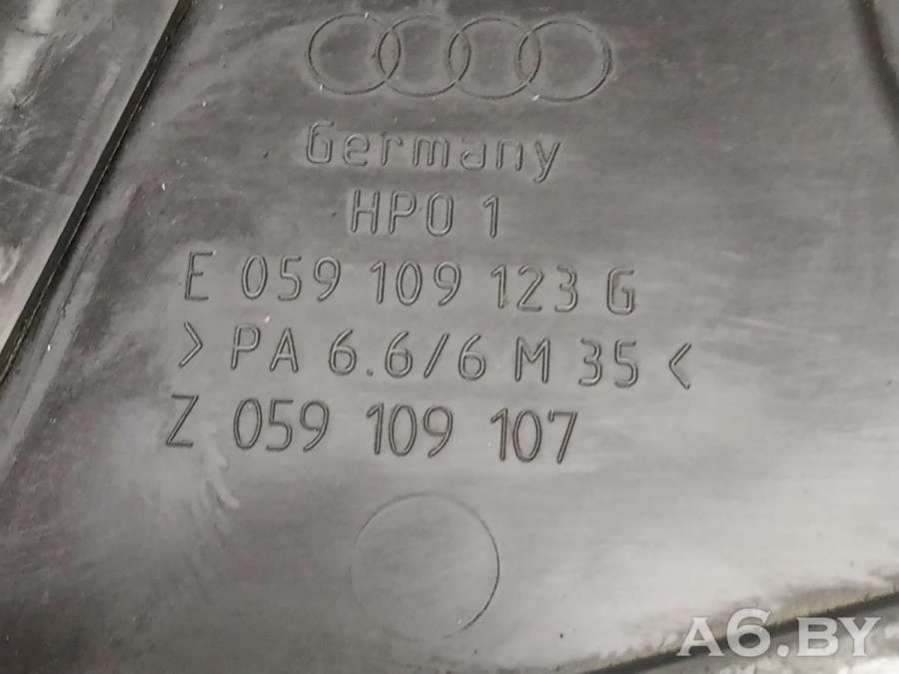 Germany
HPO 1
E 059 109 123 G
> PA 6.6/6 M 35 <
Z 059 109 107
A6.BY